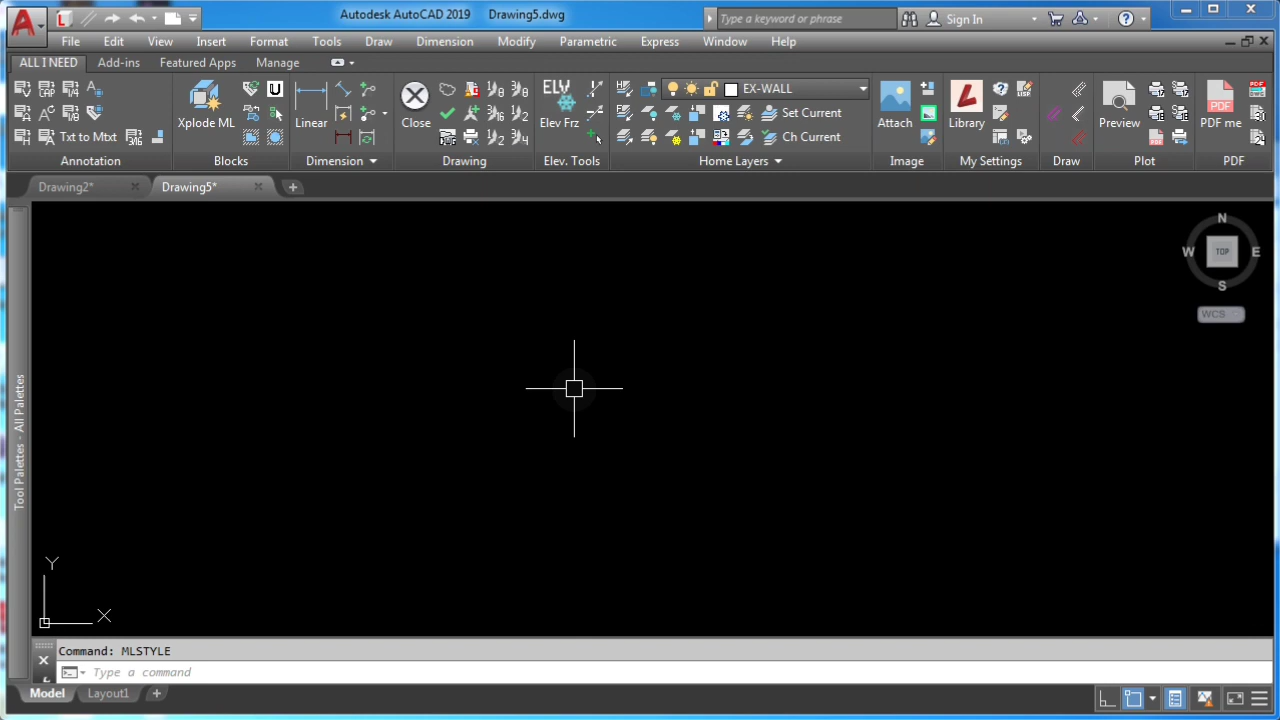 Autodesk AutoCAD 2019 Drawing5.dwg
Type a keyword or phrase
Sign In
File Edit View Insert Format Tools Draw Dimension Modify Parametric Express Window Help
ALL I NEED Add-ins Featured Apps Manage
EX-WALL
Xplode ML
Linear
Close
Elev Frz
Set Current
Attach
Library
Preview
PDF me
Txt to Mtxt
Ch Current
Annotation Blocks Dimension Drawing Elev. Tools Home Layers Image My Settings Draw Plot PDF
Drawing2* Drawing5*
N
W TOP E
S
WCS
Tool Palettes - All Palettes
Y
X
Command: MLSTYLE
Type a command
Model Layout1